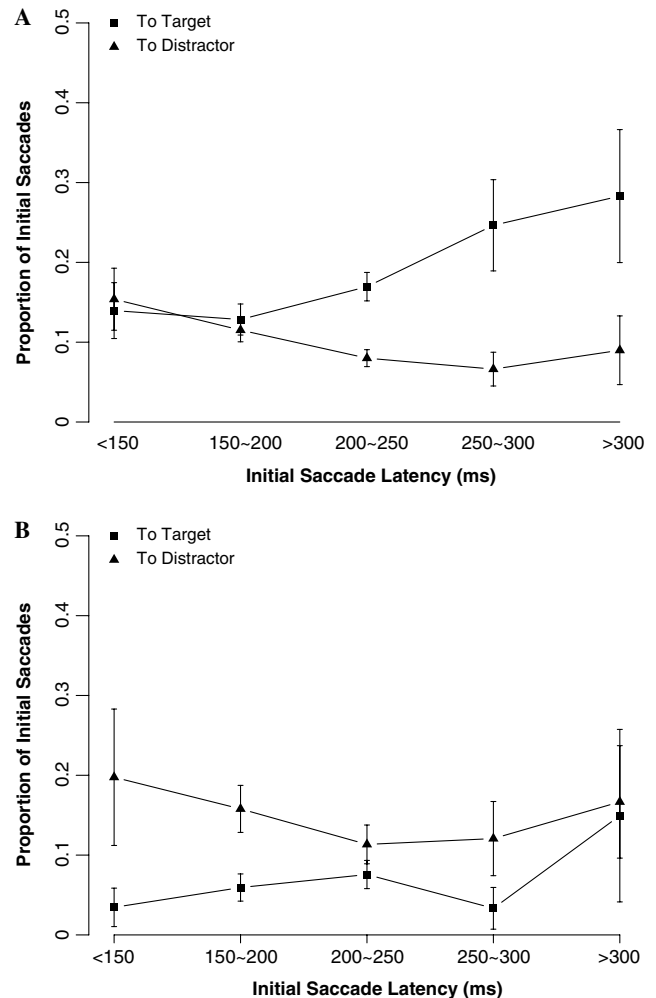 A
To Target
To Distractor
0.5
0.4
0.3
0.2
0.1
0
Proportion of Initial Saccades
<150 150~200 200~250 250~300 >300
Initial Saccade Latency (ms)
B
To Target
To Distractor
0.5
0.4
0.3
0.2
0.1
0
Proportion of Initial Saccades
<150 150~200 200~250 250~300 >300
Initial Saccade Latency (ms)